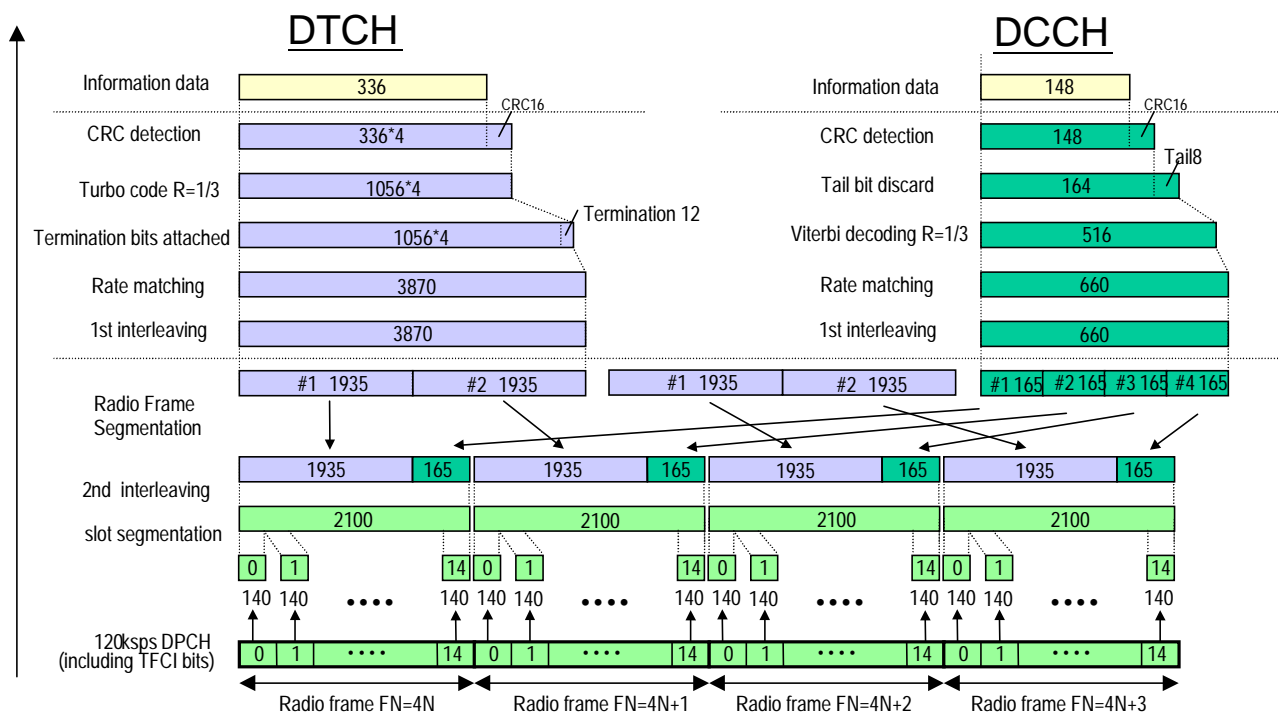 DTCH DCCH
Information data 336 Information data 148
CRC16 CRC16
CRC detection 336*4 CRC detection 148
Tail8
Turbo code R=1/3 1056*4 Tail bit discard 164
Termination 12
Termination bits attached 1056*4 Viterbi decoding R=1/3 516
Rate matching 3870 Rate matching 660
1st interleaving 3870 1st interleaving 660
#1 1935 #2 1935 #1 1935 #2 1935 #1 165 #2 165 #3 165 #4 165
Radio Frame
Segmentation
1935 165 1935 165 1935 165 1935 165
2nd interleaving
2100 2100 2100 2100
slot segmentation
0 1 14 0 1 14 0 1 14 0 1 14
140 140 •••• 140 140 140 •••• 140 140 140 •••• 140 140 140 •••• 140
120ksps DPCH
(including TFCI bits)
0 1 •••• 14 0 1 •••• 14 0 1 •••• 14 0 1 •••• 14
Radio frame FN=4N Radio frame FN=4N+1 Radio frame FN=4N+2 Radio frame FN=4N+3